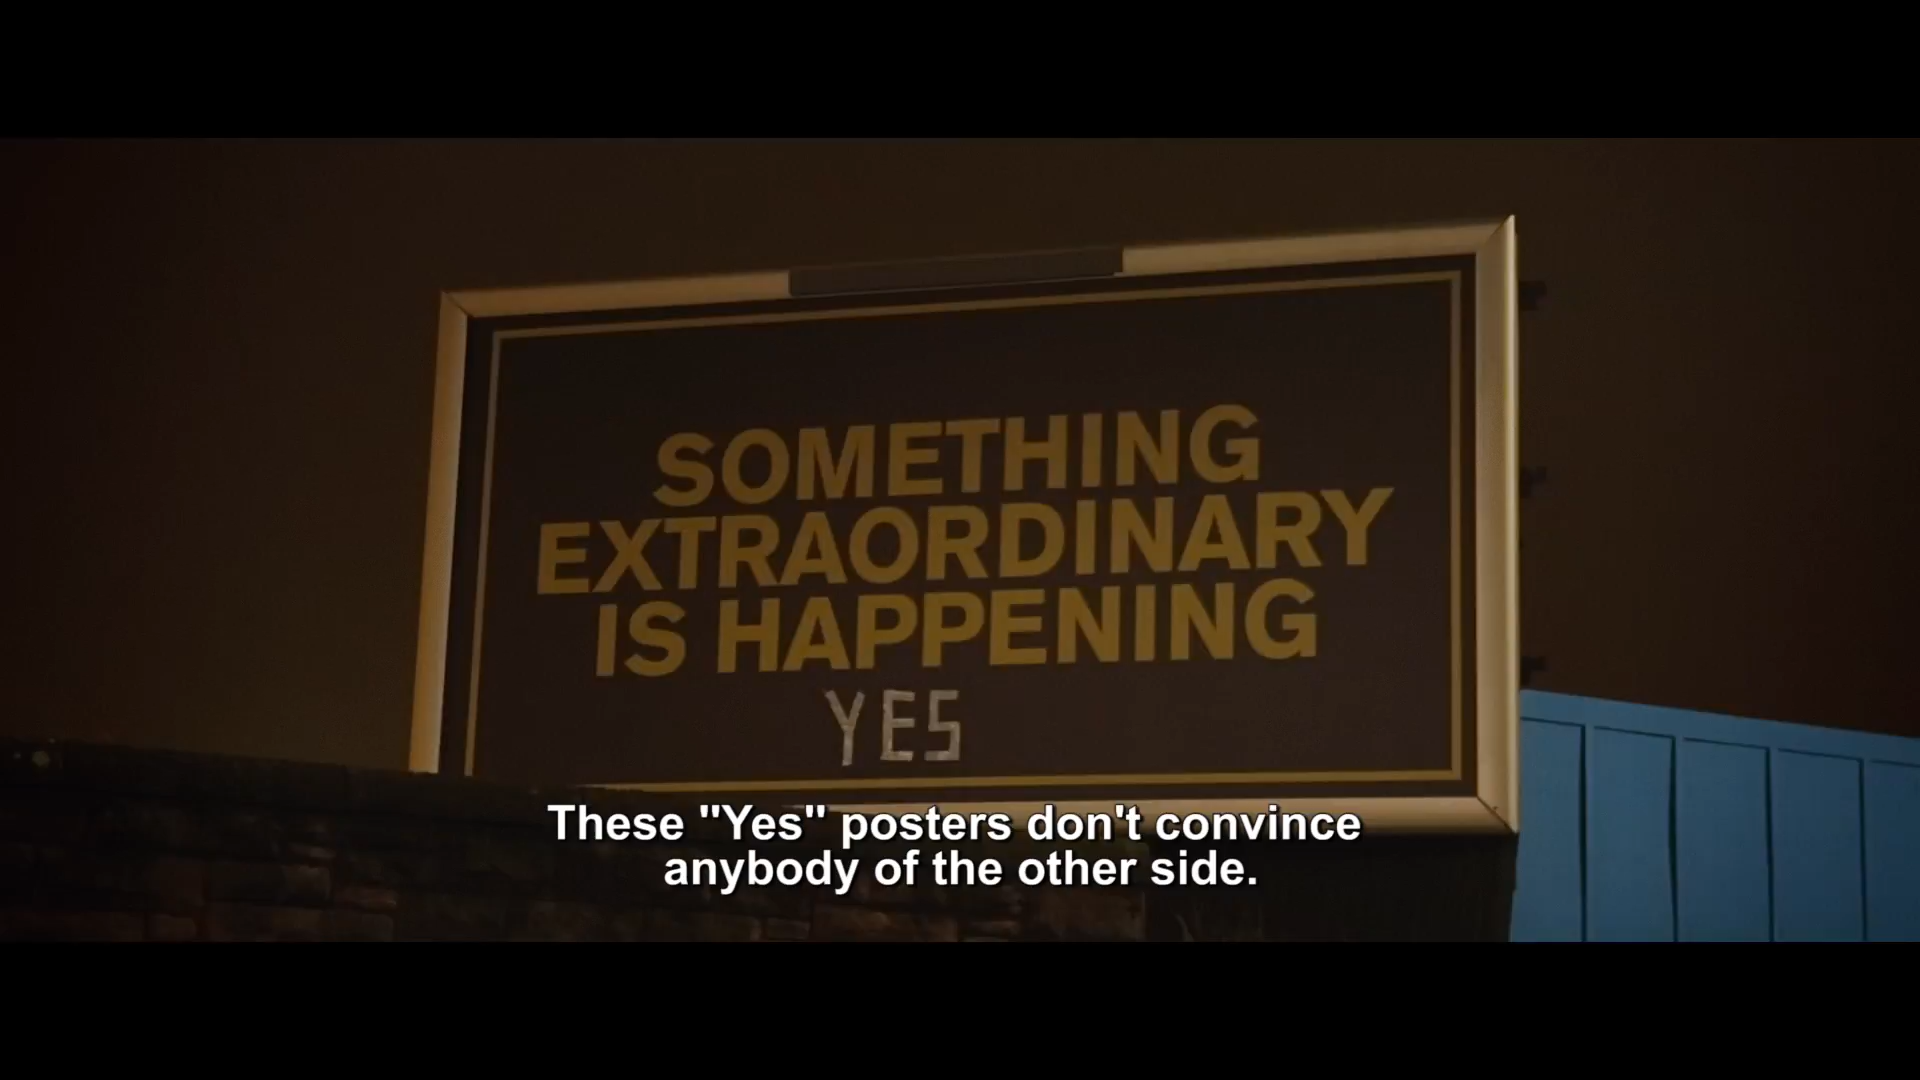 SOMETHING
EXTRAORDINARY
IS HAPPENING
YES
These "Yes" posters don't convince
anybody of the other side.